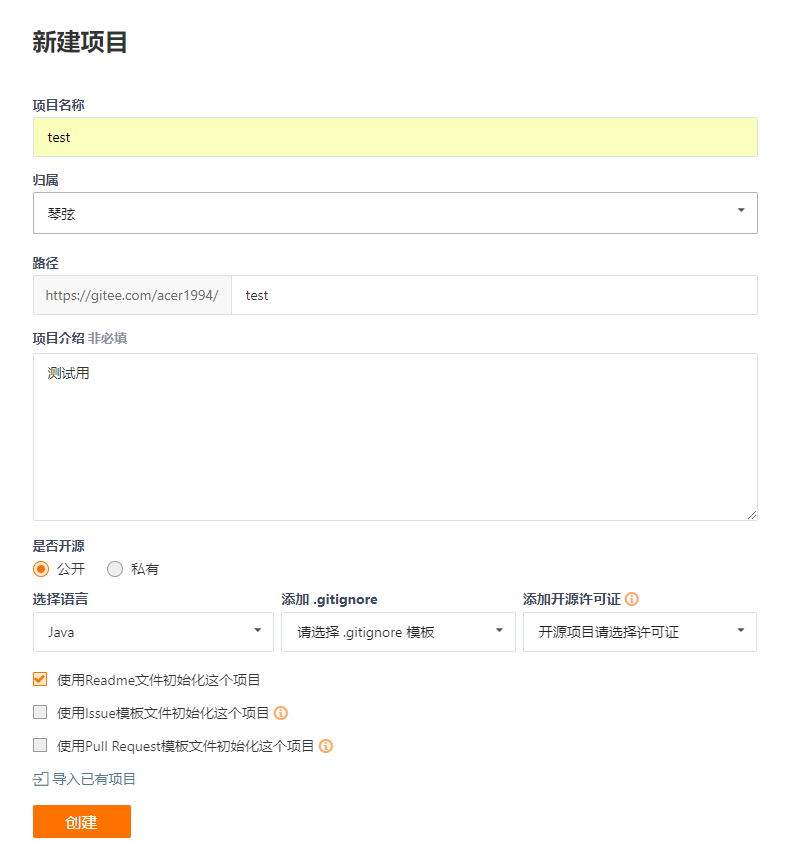 新建项目
项目名称
test
归属
琴弦
路径
https://gitee.com/acer1994/ test
项目介绍 非必填
测试用
是否开源
公开 私有
选择语言 添加 .gitignore 添加开源许可证
Java 请选择 .gitignore 模板 开源项目请选择许可证
使用Readme文件初始化这个项目
使用Issue模板文件初始化这个项目
使用Pull Request模板文件初始化这个项目
导入已有项目
创建